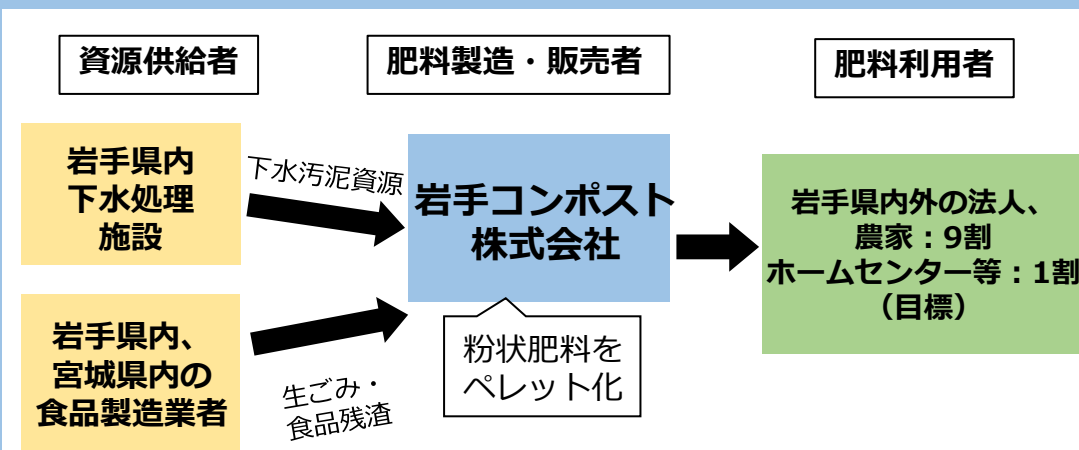 資源供給者
肥料製造・販売者
肥料利用者
岩手県内
下水処理
施設
下水汚泥資源
岩手コンポスト
株式会社
岩手県内外の法人、
農家：9割
ホームセンター等：1割
（目標）
岩手県内、
宮城県内の
食品製造業者
生ごみ・
食品残渣
粉状肥料を
ペレット化